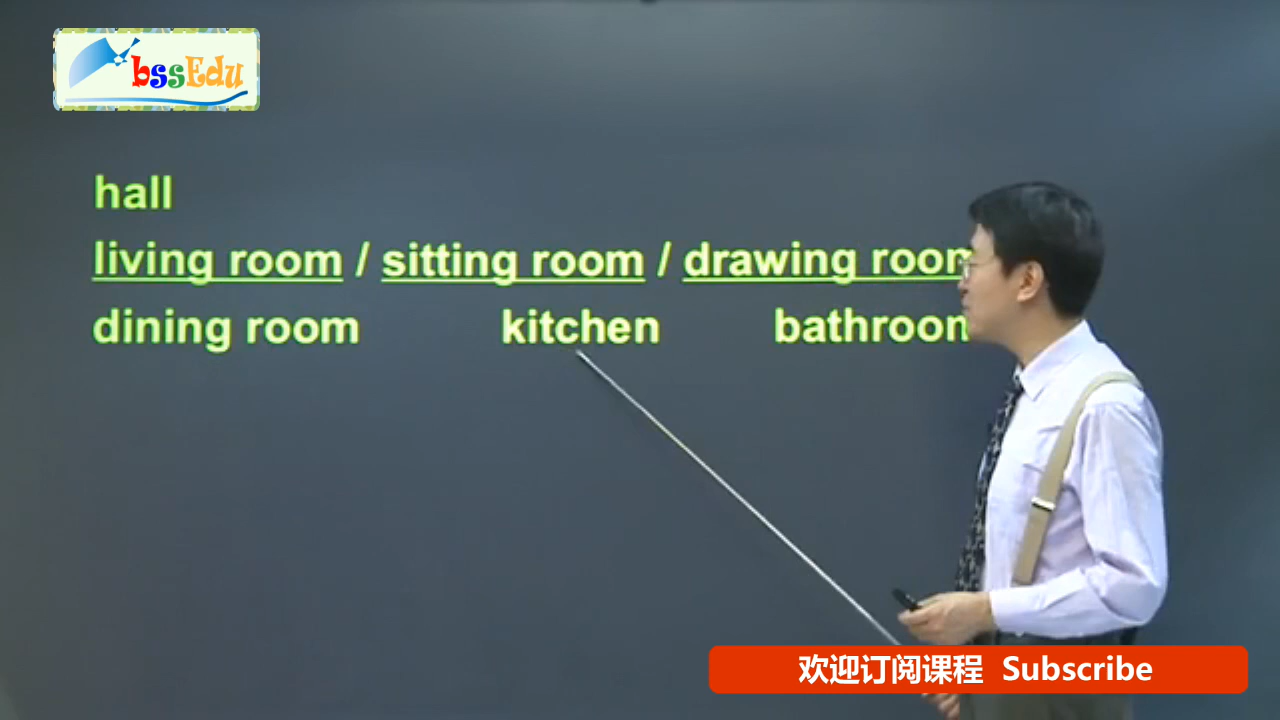 bssEdu
hall
living room / sitting room / drawing room
dining room kitchen bathroom
欢迎订阅课程 Subscribe